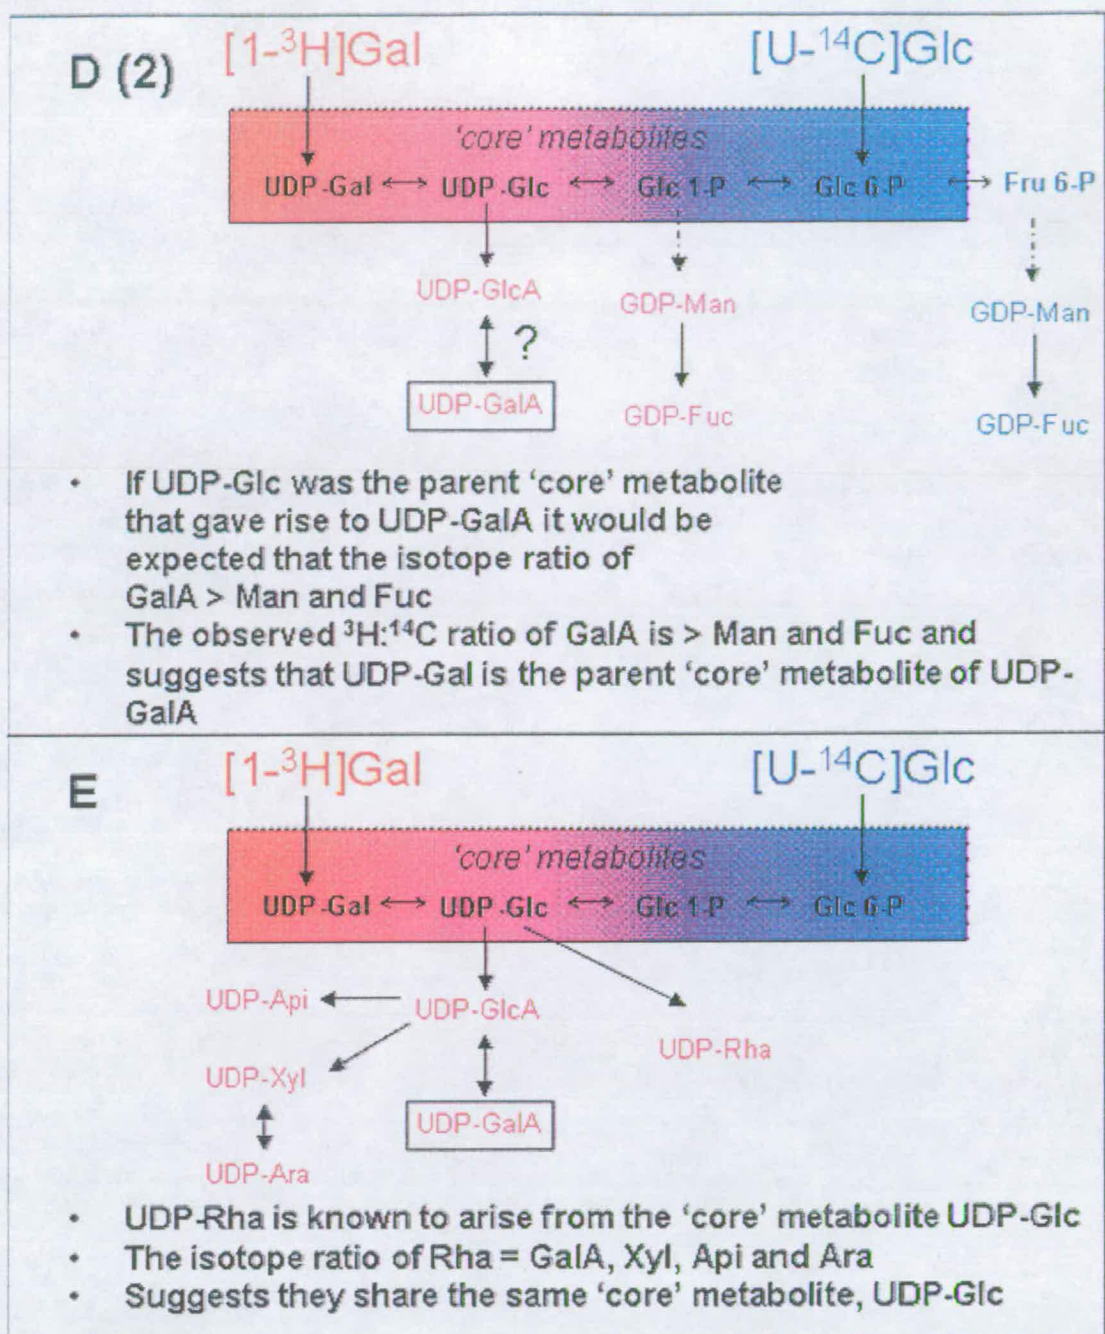 D (2)
[1-³H]Gal
[U-¹⁴C]Glc
'core' metabolites
UDP-Gal ↔ UDP-Glc ↔ Glc 1-P ↔ Glc 6-P ↔ Fru 6-P
UDP-GlcA
GDP-Man
GDP-Man
?
UDP-GalA
GDP-Fuc
GDP-Fuc
• If UDP-Glc was the parent 'core' metabolite
that gave rise to UDP-GalA it would be
expected that the isotope ratio of
GalA > Man and Fuc
• The observed ³H:¹⁴C ratio of GalA is > Man and Fuc and
suggests that UDP-Gal is the parent 'core' metabolite of UDP-
GalA
E
[1-³H]Gal
[U-¹⁴C]Glc
'core' metabolites
UDP-Gal ↔ UDP-Glc ↔ Glc 1-P ↔ Glc 6-P
UDP-Api
UDP-GlcA
UDP-Rha
UDP-Xyl
UDP-GalA
UDP-Ara
• UDP-Rha is known to arise from the 'core' metabolite UDP-Glc
• The isotope ratio of Rha = GalA, Xyl, Api and Ara
• Suggests they share the same 'core' metabolite, UDP-Glc